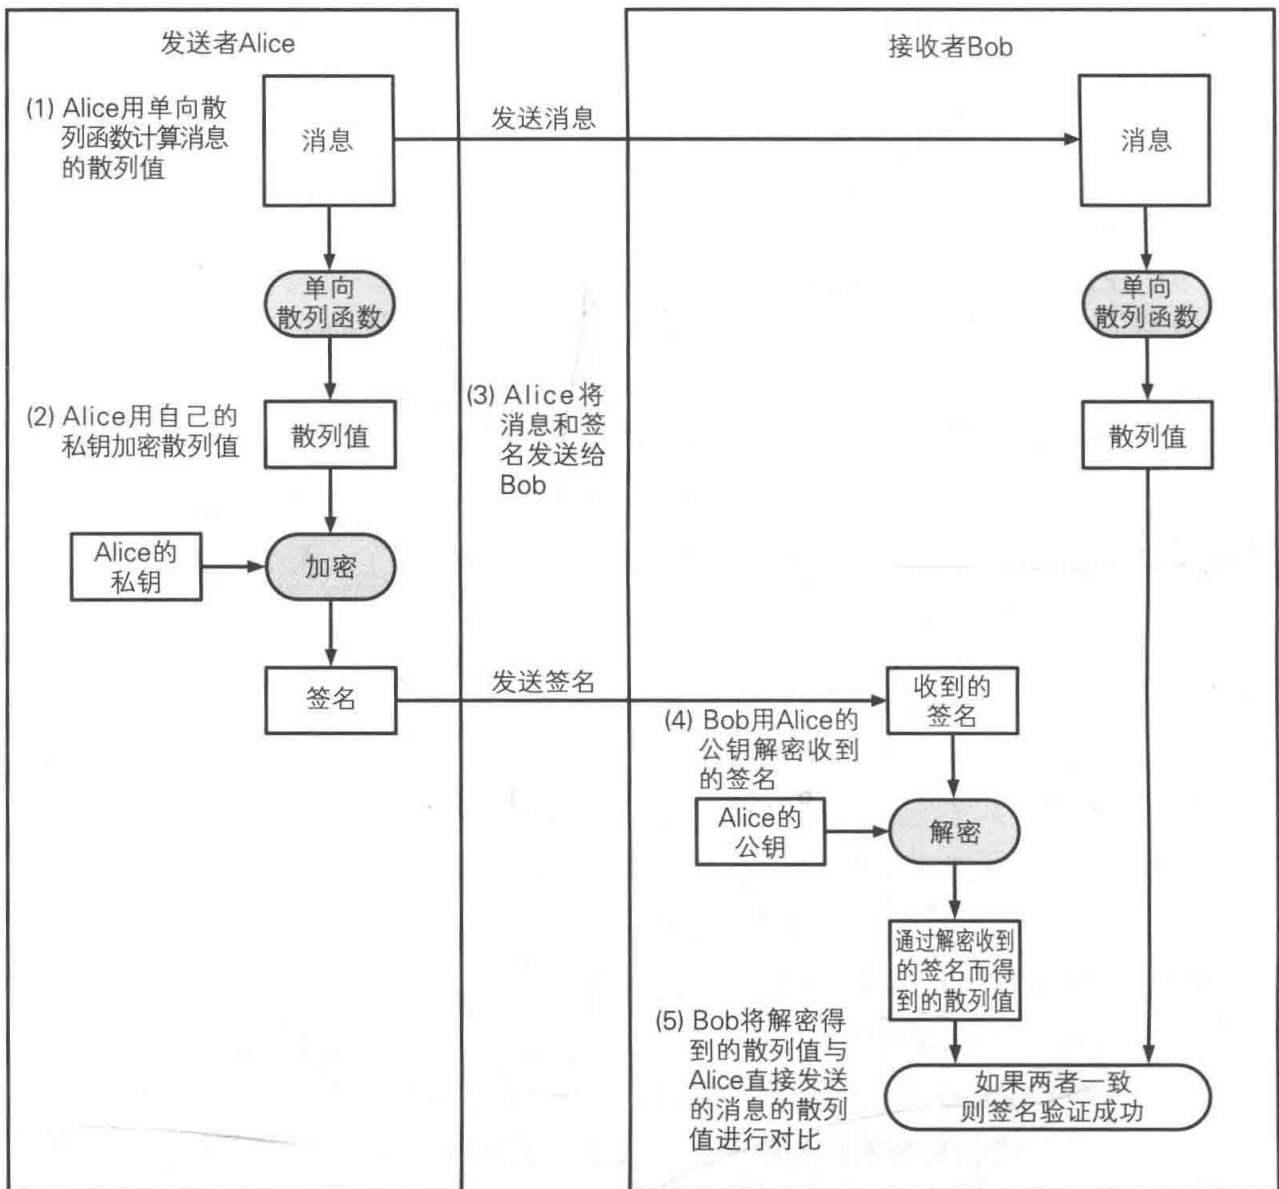 发送者Alice
接收者Bob
(1) Alice用单向散
列函数计算消息
的散列值
消息
发送消息
消息
单向
散列函数
单向
散列函数
(2) Alice用自己的
私钥加密散列值
散列值
(3) Alice将
消息和签
名发送给
Bob
散列值
Alice的
私钥
加密
签名
发送签名
收到的
签名
(4) Bob用Alice的
公钥解密收到
的签名
Alice的
公钥
解密
通过解密收到
的签名而得
到的散列值
(5) Bob将解密得
到的散列值与
Alice直接发送
的消息的散列
值进行对比
如果两者一致
则签名验证成功